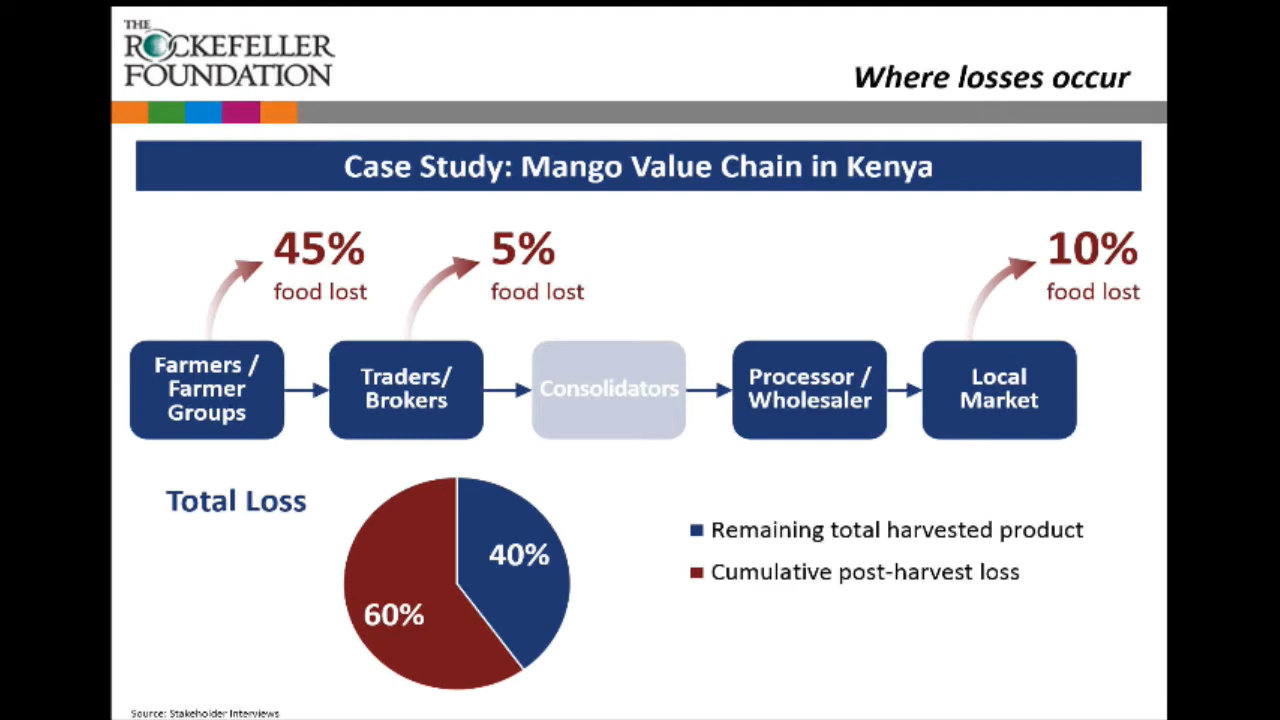 THE
ROCKEFELLER
FOUNDATION
Where losses occur
Case Study: Mango Value Chain in Kenya
45%
food lost
5%
food lost
10%
food lost
Farmers /
Farmer
Groups
Traders/
Brokers
Consolidators
Processor /
Wholesaler
Local
Market
Total Loss
40%
60%
Remaining total harvested product
Cumulative post-harvest loss
Source: Stakeholder Interviews